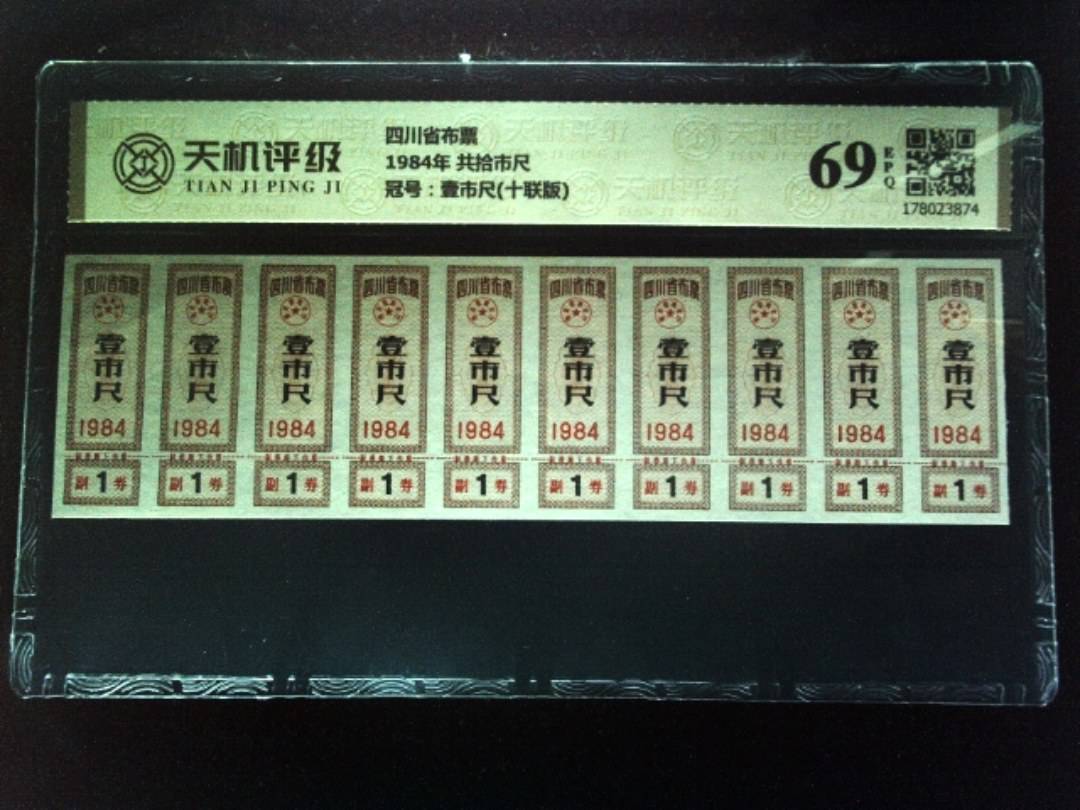 天机评级
TIAN JI PING JI
四川省布票
1984年 共拾市尺
冠号：壹市尺(十联版)
69
EPQ
178023874
四川省布票 四川省布票 四川省布票 四川省布票 四川省布票 四川省布票 四川省布票 四川省布票 四川省布票 四川省布票
壹市尺 壹市尺 壹市尺 壹市尺 壹市尺 壹市尺 壹市尺 壹市尺 壹市尺 壹市尺
1984 1984 1984 1984 1984 1984 1984 1984 1984 1984
副1券 副1券 副1券 副1券 副1券 副1券 副1券 副1券 副1券 副1券